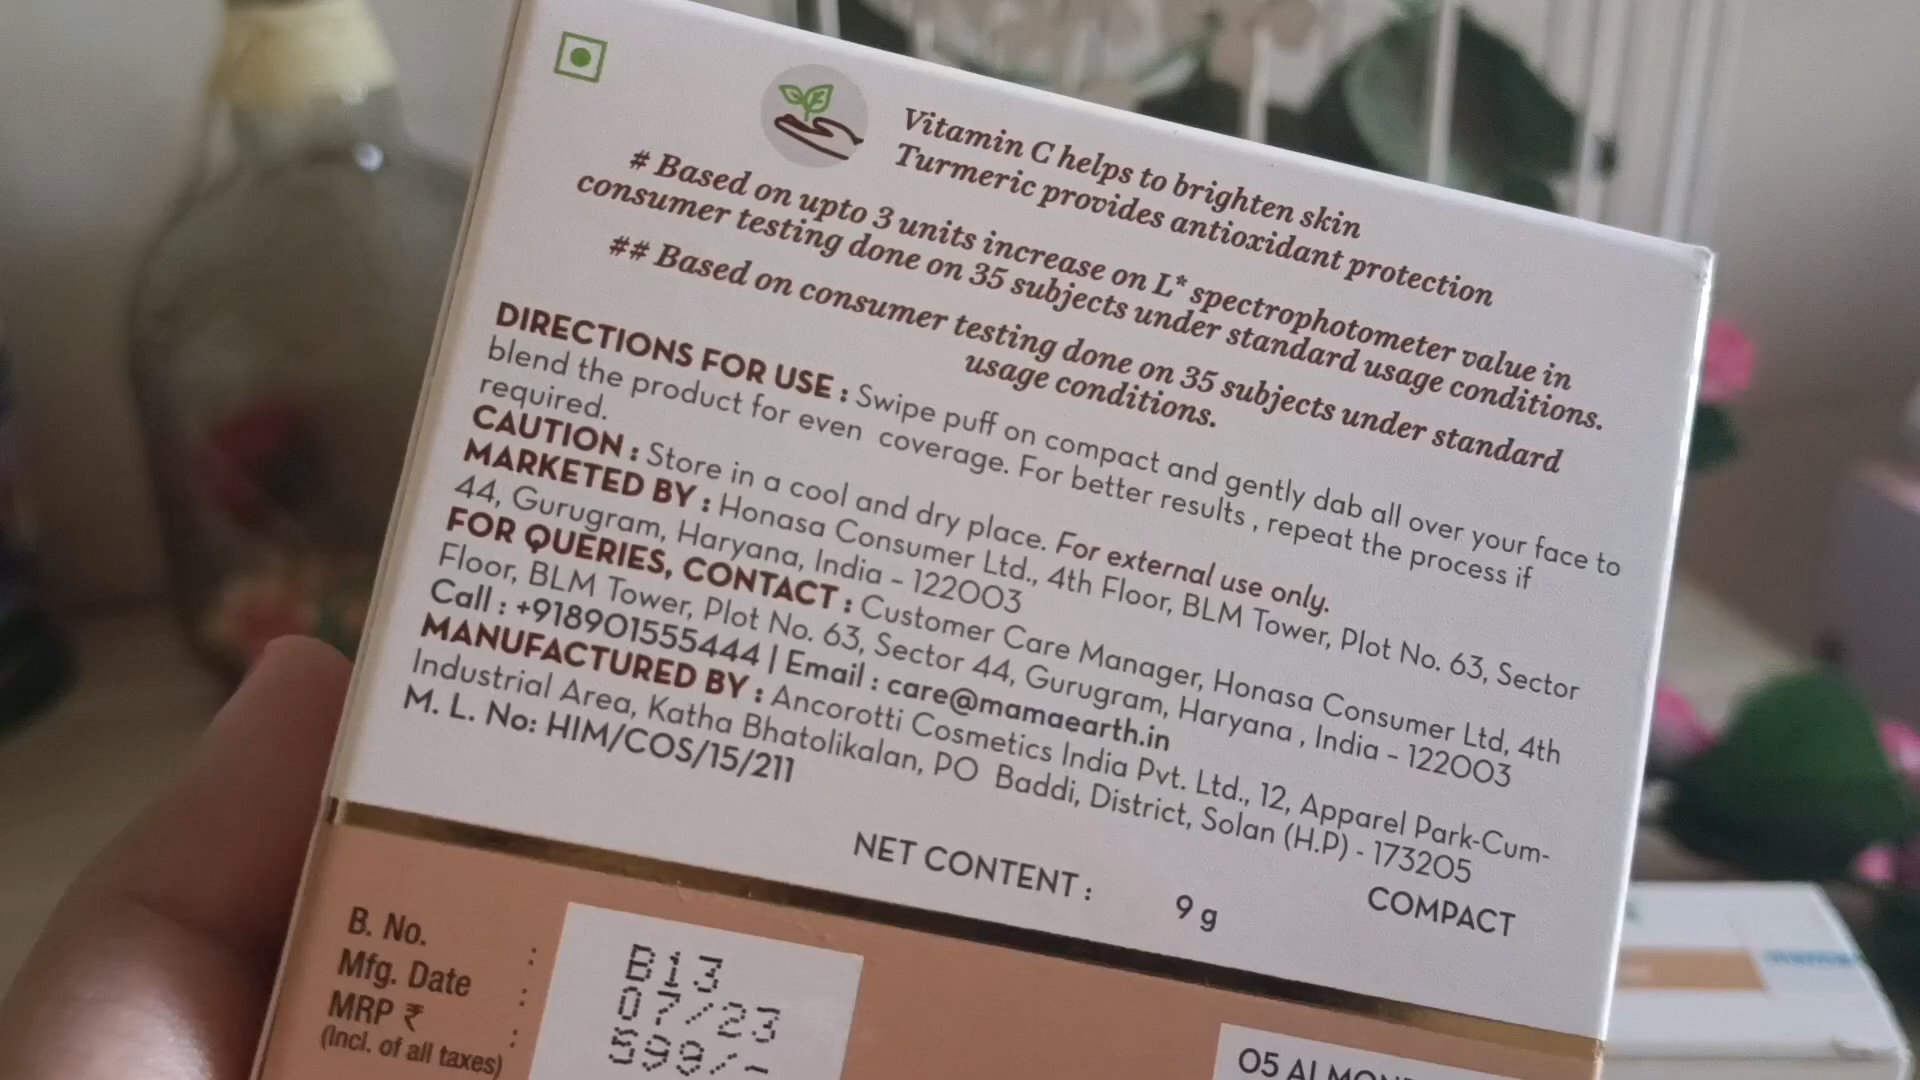 Vitamin C helps to brighten skin
Turmeric provides antioxidant protection
# Based on upto 3 units increase on L* spectrophotometer value in
consumer testing done on 35 subjects under standard usage conditions.
## Based on consumer testing done on 35 subjects under standard
usage conditions.
DIRECTIONS FOR USE : Swipe puff on compact and gently dab all over your face to
blend the product for even coverage. For better results , repeat the process if
required.
CAUTION : Store in a cool and dry place. For external use only.
MARKETED BY : Honasa Consumer Ltd., 4th Floor, BLM Tower, Plot No. 63, Sector
44, Gurugram, Haryana, India - 122003
FOR QUERIES, CONTACT : Customer Care Manager, Honasa Consumer Ltd, 4th
Floor, BLM Tower, Plot No. 63, Sector 44, Gurugram, Haryana , India - 122003
Call : +918901555444 | Email : care@mamaearth.in
MANUFACTURED BY : Ancorotti Cosmetics India Pvt. Ltd., 12, Apparel Park-Cum-
Industrial Area, Katha Bhatolikalan, PO Baddi, District, Solan (H.P) - 173205
M. L. No: HIM/COS/15/211
NET CONTENT : 9 g COMPACT
B. No. : B13
Mfg. Date : 07/23
MRP ₹ : 599/-
(Incl. of all taxes)
05